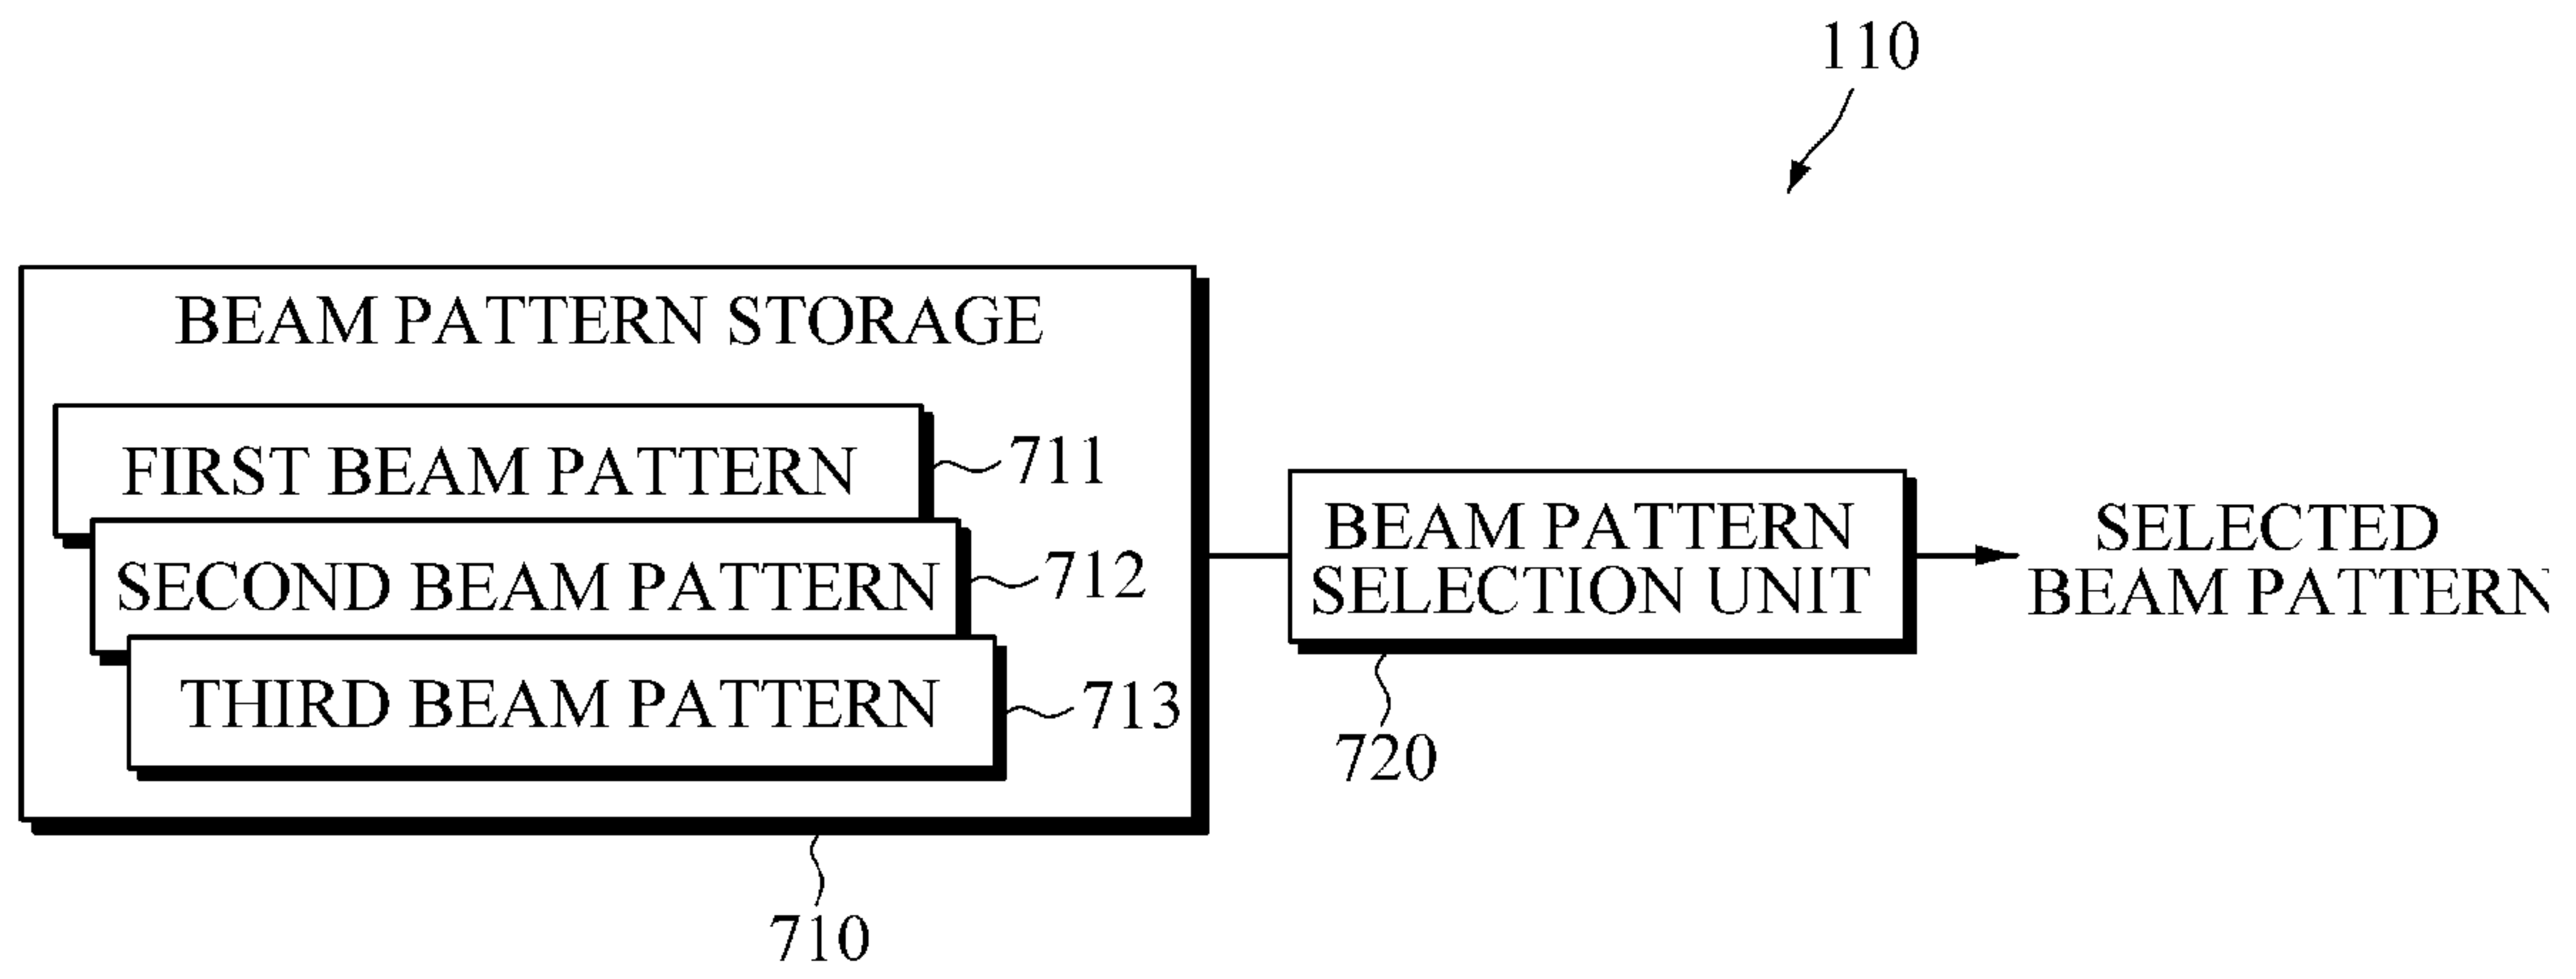 110
BEAM PATTERN STORAGE
FIRST BEAM PATTERN
711
SECOND BEAM PATTERN
712
THIRD BEAM PATTERN
713
710
BEAM PATTERN
SELECTION UNIT
720
SELECTED
BEAM PATTERN